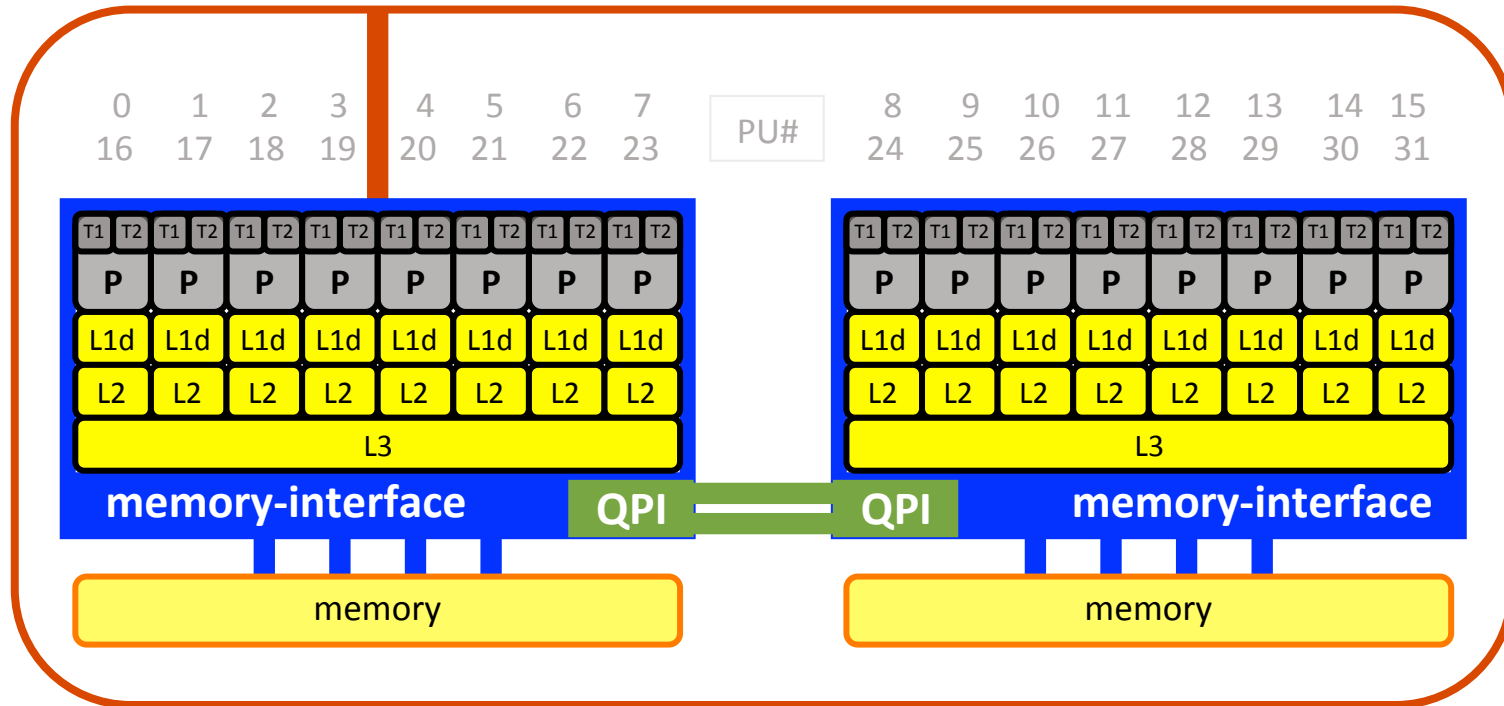 0 1 2 3 4 5 6 7 PU# 8 9 10 11 12 13 14 15
16 17 18 19 20 21 22 23 24 25 26 27 28 29 30 31
T1 T2 T1 T2 T1 T2 T1 T2 T1 T2 T1 T2 T1 T2 T1 T2 T1 T2 T1 T2 T1 T2 T1 T2 T1 T2 T1 T2 T1 T2 T1 T2
P P P P P P P P P P P P P P P P
L1d L1d L1d L1d L1d L1d L1d L1d L1d L1d L1d L1d L1d L1d L1d L1d
L2 L2 L2 L2 L2 L2 L2 L2 L2 L2 L2 L2 L2 L2 L2 L2
L3 L3
memory-interface QPI QPI memory-interface
memory memory